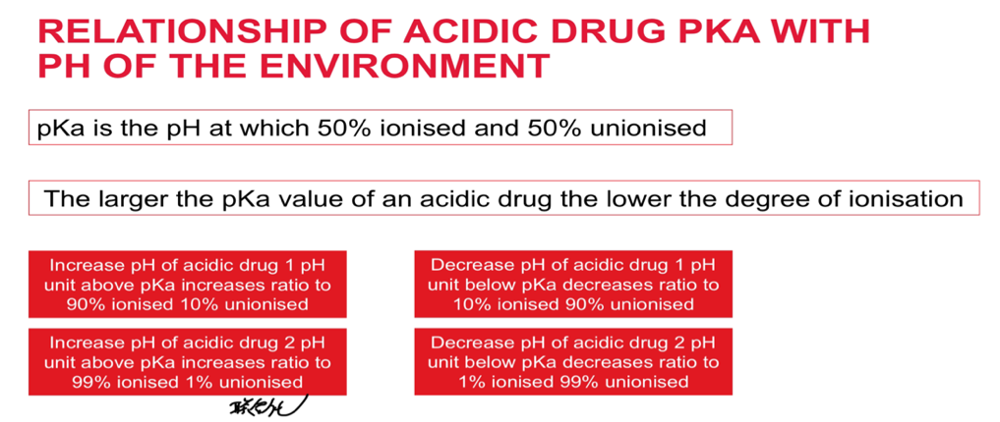 RELATIONSHIP OF ACIDIC DRUG PKA WITH
PH OF THE ENVIRONMENT
pKa is the pH at which 50% ionised and 50% unionised
The larger the pKa value of an acidic drug the lower the degree of ionisation
Increase pH of acidic drug 1 pH
unit above pKa increases ratio to
90% ionised 10% unionised
Decrease pH of acidic drug 1 pH
unit below pKa decreases ratio to
10% ionised 90% unionised
Increase pH of acidic drug 2 pH
unit above pKa increases ratio to
99% ionised 1% unionised
Decrease pH of acidic drug 2 pH
unit below pKa decreases ratio to
1% ionised 99% unionised